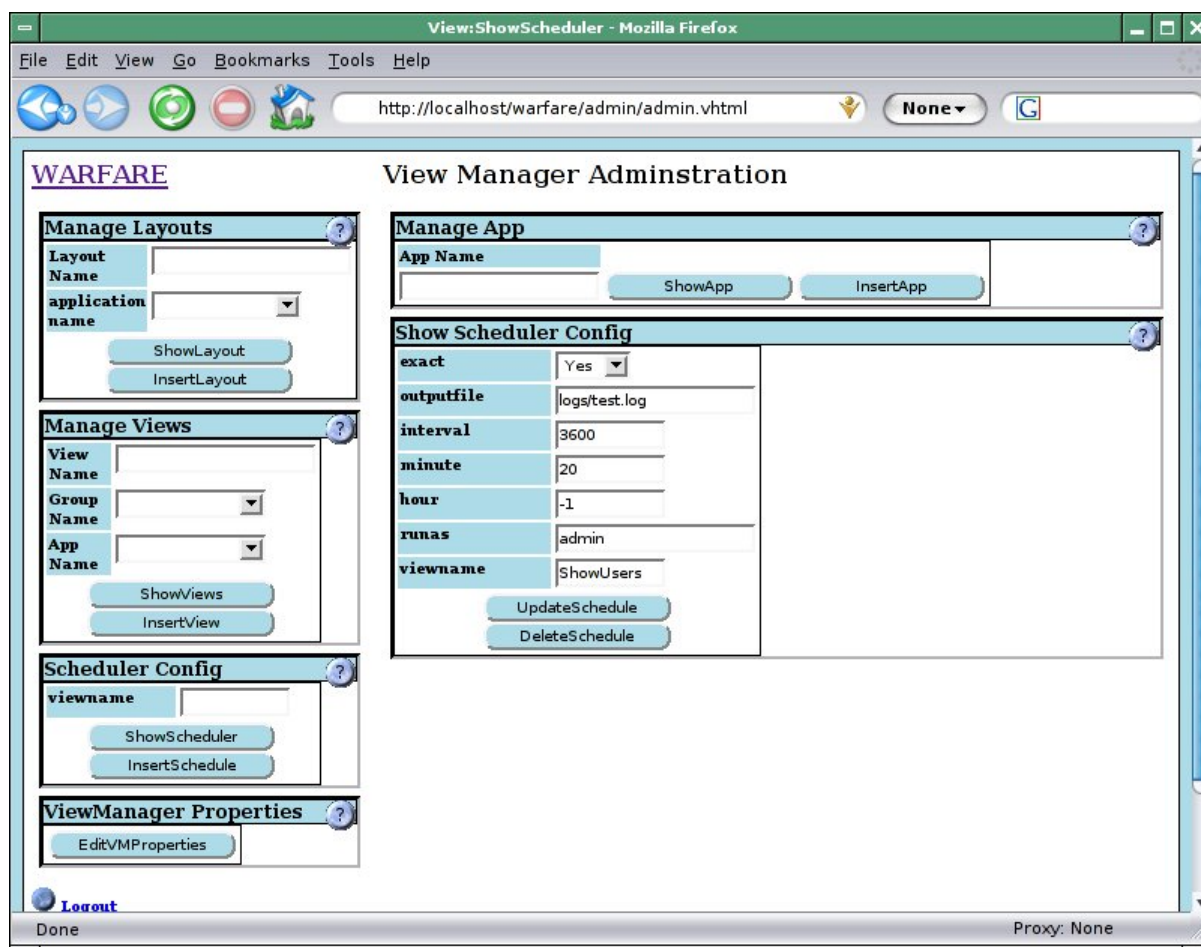 View:ShowScheduler - Mozilla Firefox
File Edit View Go Bookmarks Tools Help
http://localhost/warfare/admin/admin.vhtml None G
WARFARE View Manager Adminstration
Manage Layouts ?
Layout
Name
application
name
ShowLayout
InsertLayout
Manage Views ?
View
Name
Group
Name
App
Name
ShowViews
InsertView
Scheduler Config ?
viewname
ShowScheduler
InsertSchedule
ViewManager Properties ?
EditVMProperties
Logout
Manage App ?
App Name
ShowApp InsertApp
Show Scheduler Config ?
exact Yes
outputfile logs/test.log
interval 3600
minute 20
hour -1
runas admin
viewname ShowUsers
UpdateSchedule
DeleteSchedule
Done Proxy: None